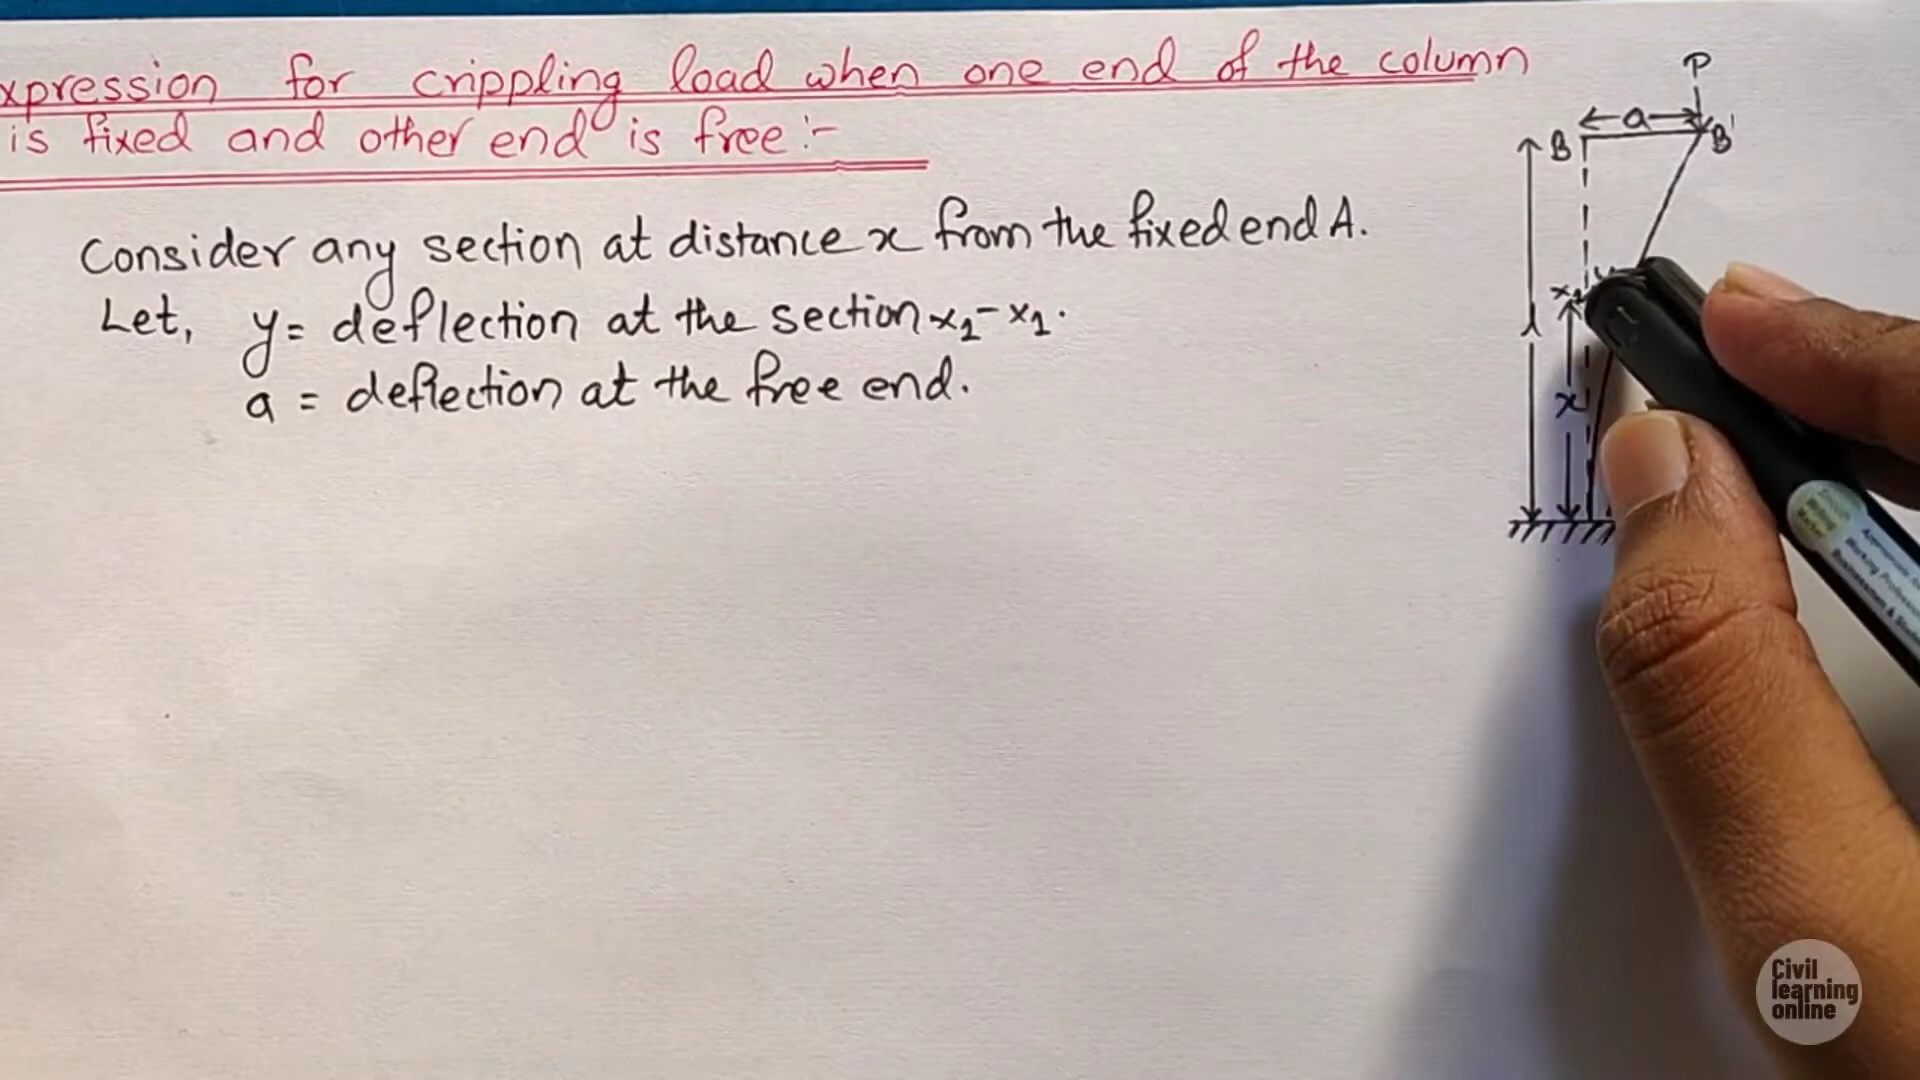 xpression for crippling load when one end of the column
is fixed and other end is free :-
Consider any section at distance x from the fixed end A.
Let, y = deflection at the section x1-x1.
a = deflection at the free end.
P
a
B
B'
l
x
Civil
learning
online